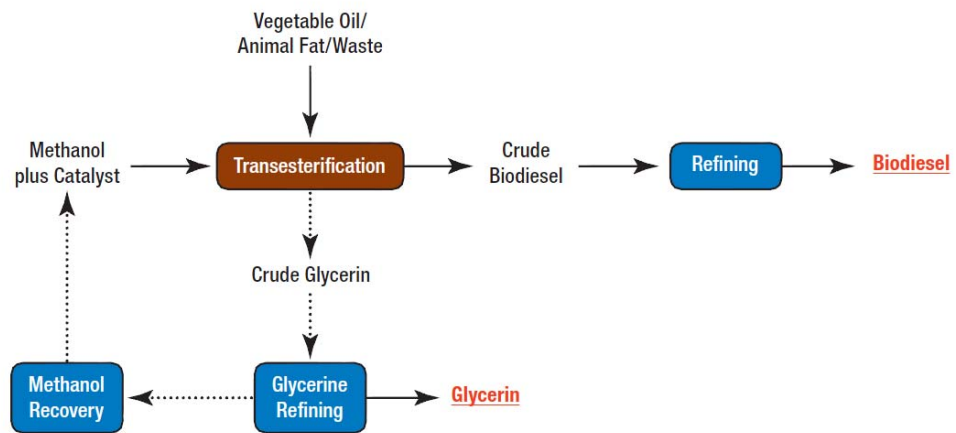 Vegetable Oil/
Animal Fat/Waste
Methanol
plus Catalyst
Transesterification
Crude
Biodiesel
Refining
Biodiesel
Crude Glycerin
Methanol
Recovery
Glycerine
Refining
Glycerin